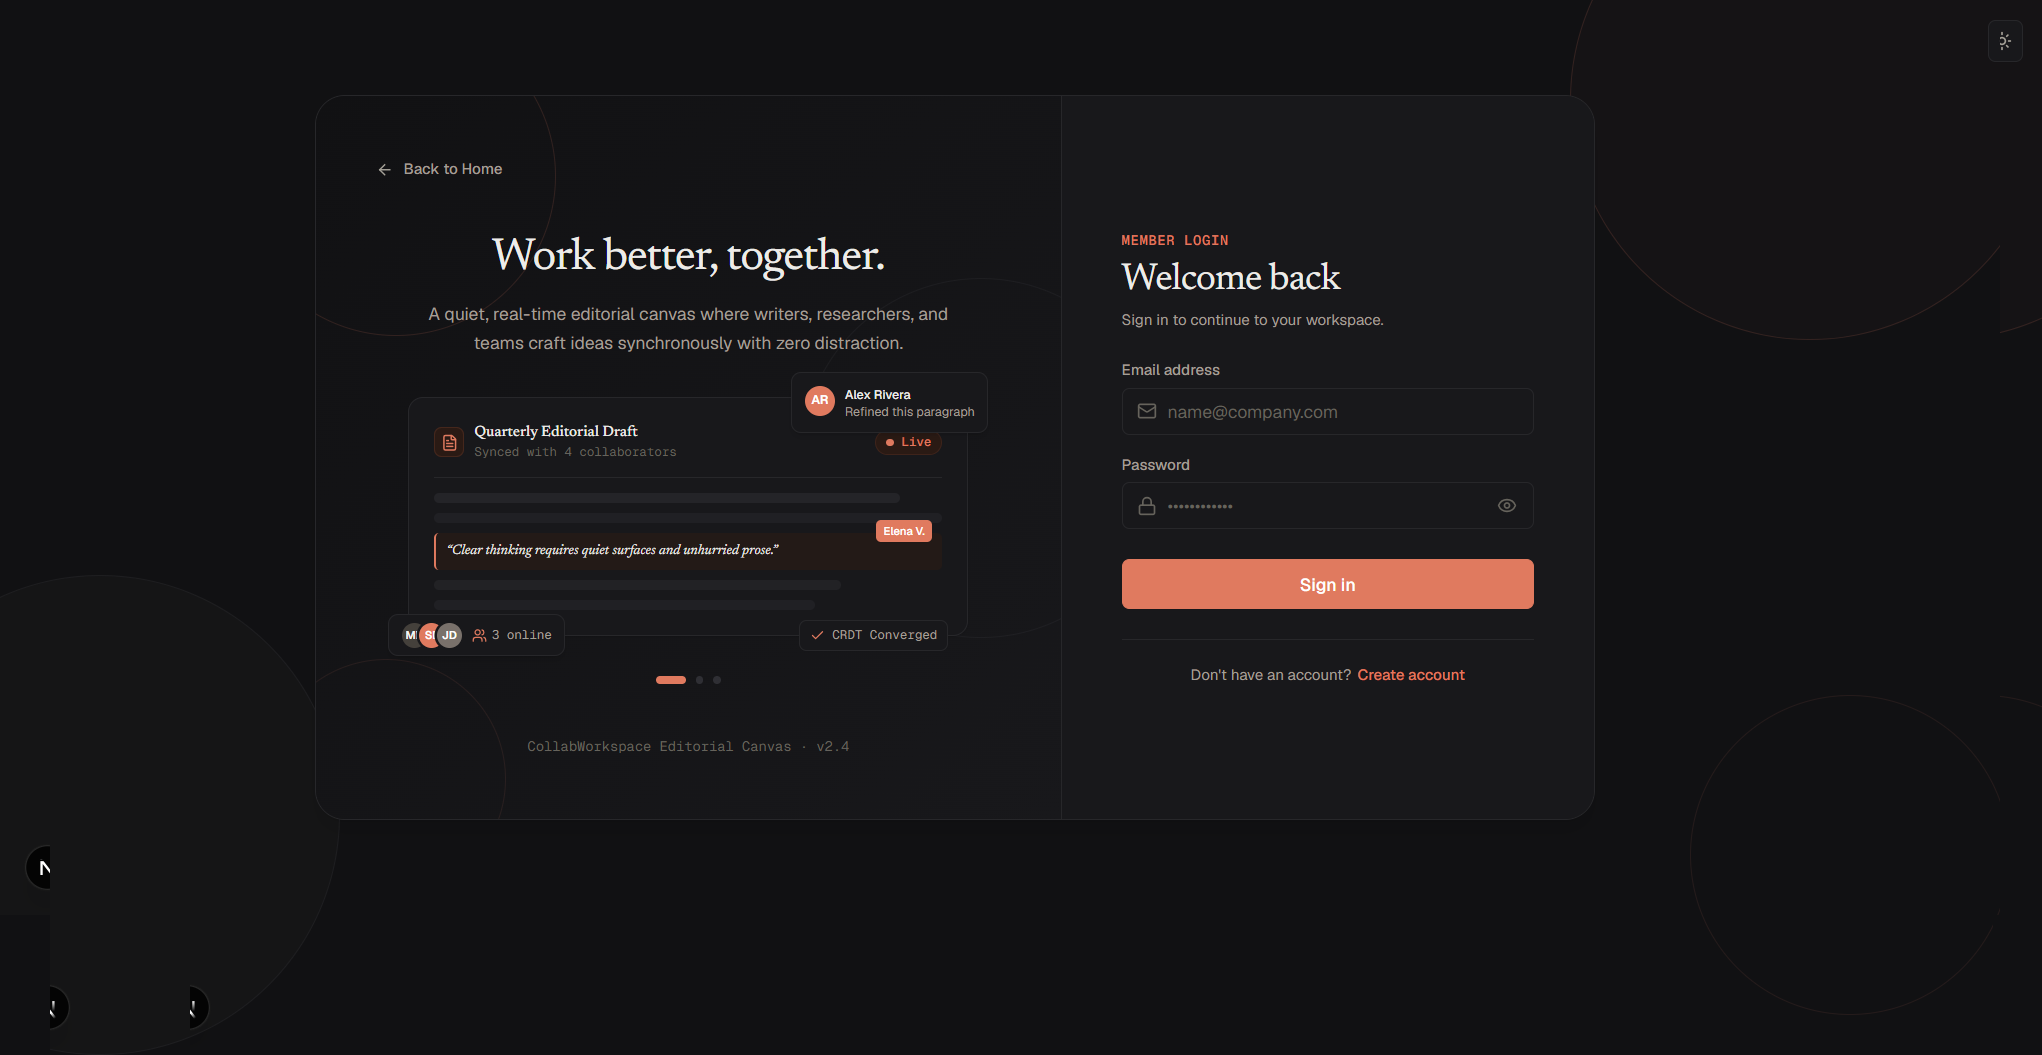 Back to Home
Work better, together.
A quiet, real-time editorial canvas where writers, researchers, and
teams craft ideas synchronously with zero distraction.
AR
Alex Rivera
Refined this paragraph
Quarterly Editorial Draft
Synced with 4 collaborators
Live
Elena V.
“Clear thinking requires quiet surfaces and unhurried prose.”
JD
3 online
CRDT Converged
CollabWorkspace Editorial Canvas · v2.4
MEMBER LOGIN
Welcome back
Sign in to continue to your workspace.
Email address
name@company.com
Password
••••••••••••
Sign in
Don't have an account? Create account